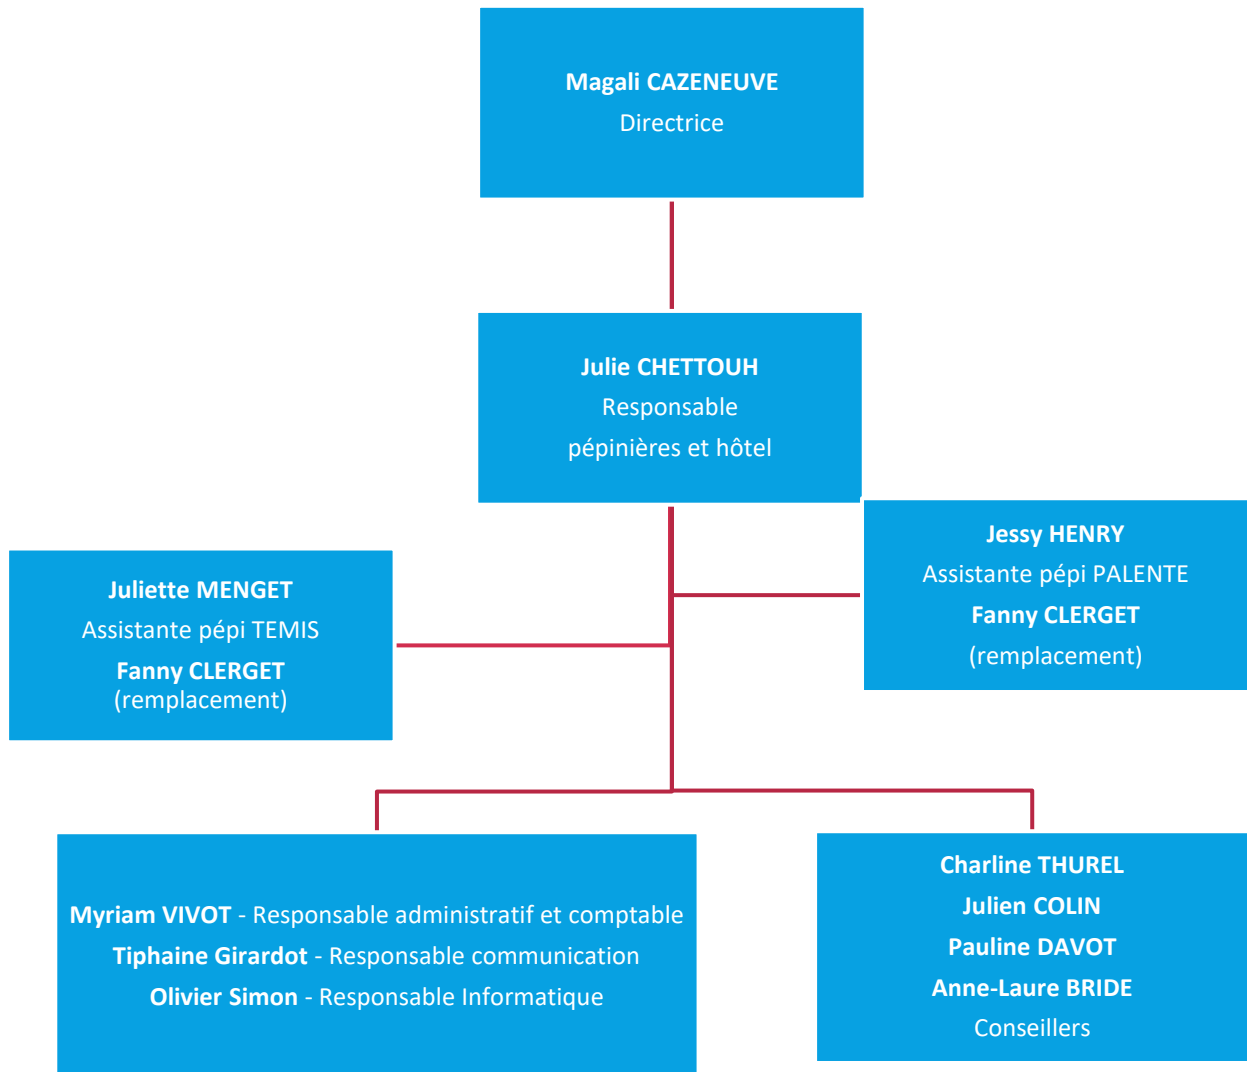 Magali CAZENEUVE
Directrice
Julie CHETTOUH
Responsable
pépinières et hôtel
Jessy HENRY
Assistante pépi PALENTE
Fanny CLERGET
(remplacement)
Juliette MENGET
Assistante pépi TEMIS
Fanny CLERGET
(remplacement)
Myriam VIVOT - Responsable administratif et comptable
Tiphaine Girardot - Responsable communication
Olivier Simon - Responsable Informatique
Charline THUREL
Julien COLIN
Pauline DAVOT
Anne-Laure BRIDE
Conseillers